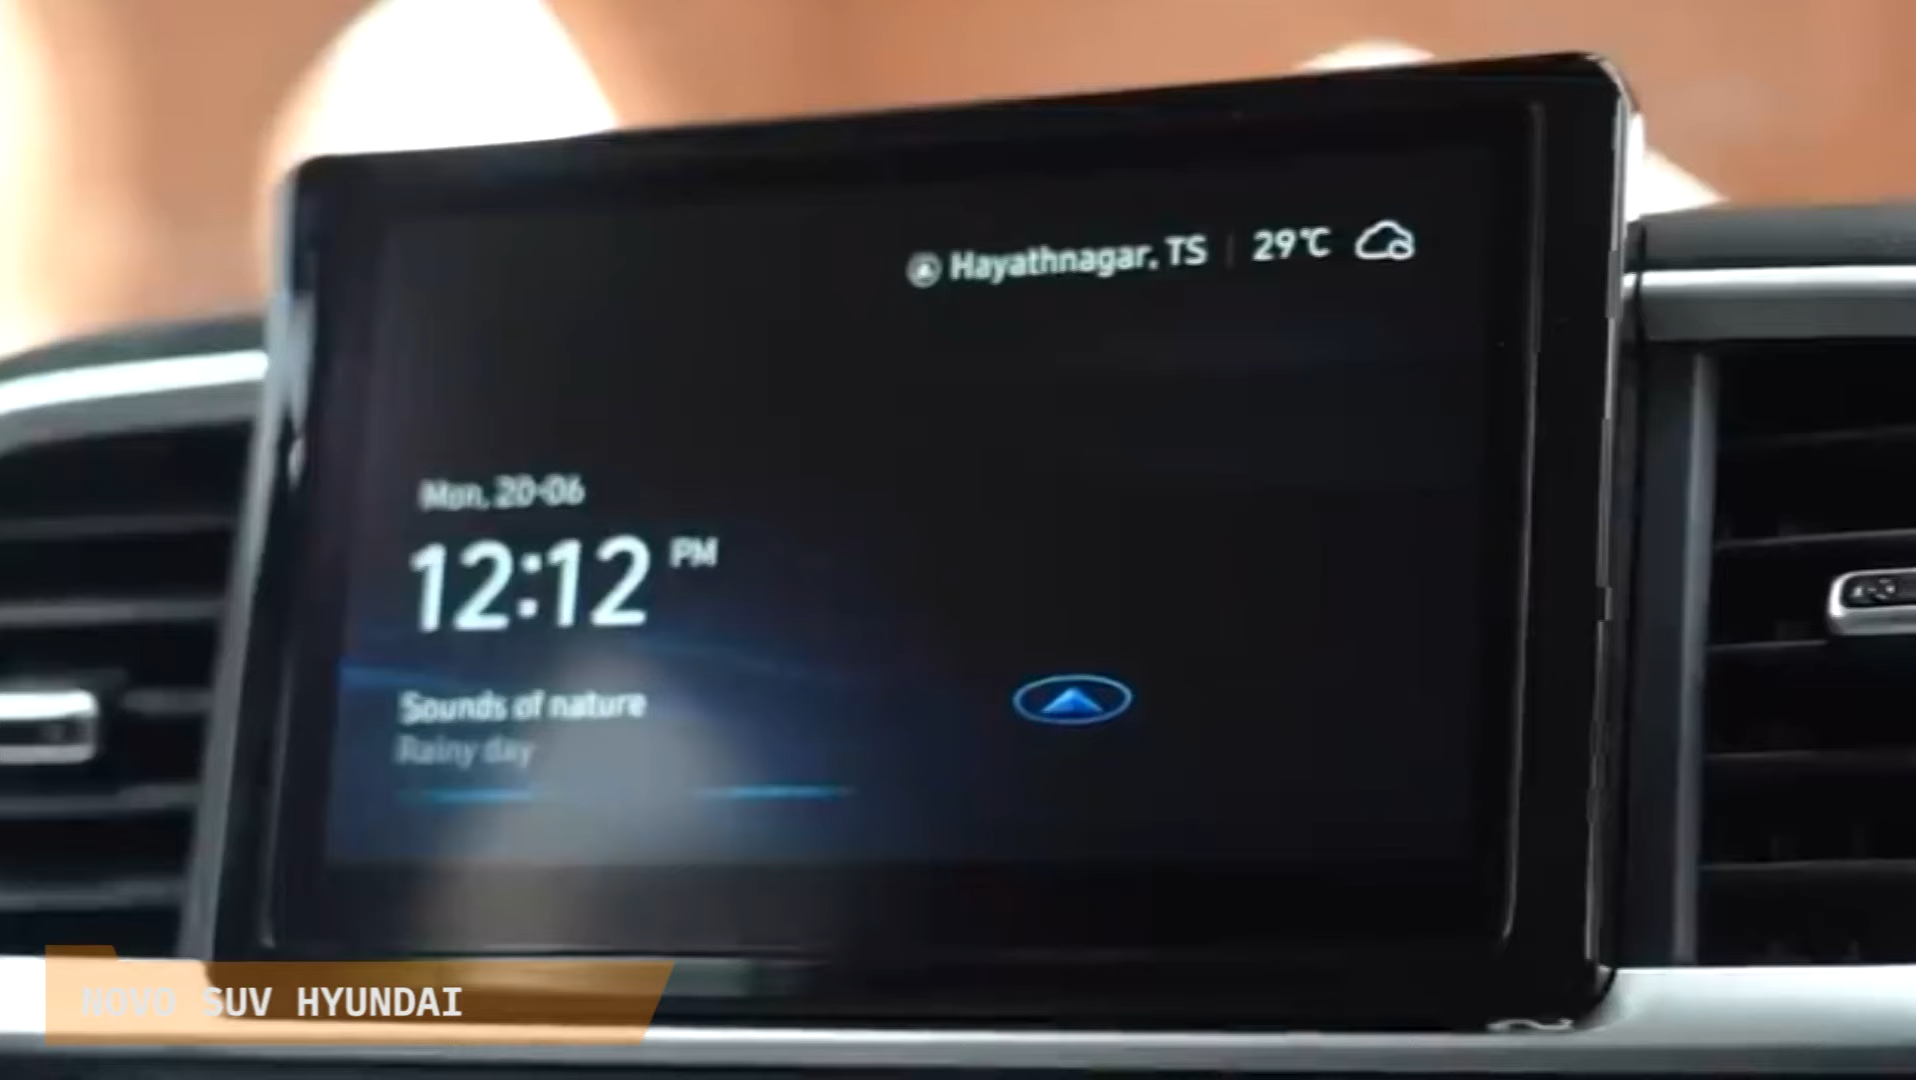 Hayathnagar, TS | 29°C
Mon, 20-06
12:12 PM
Sounds of nature
Rainy day
NOVO SUV HYUNDAI